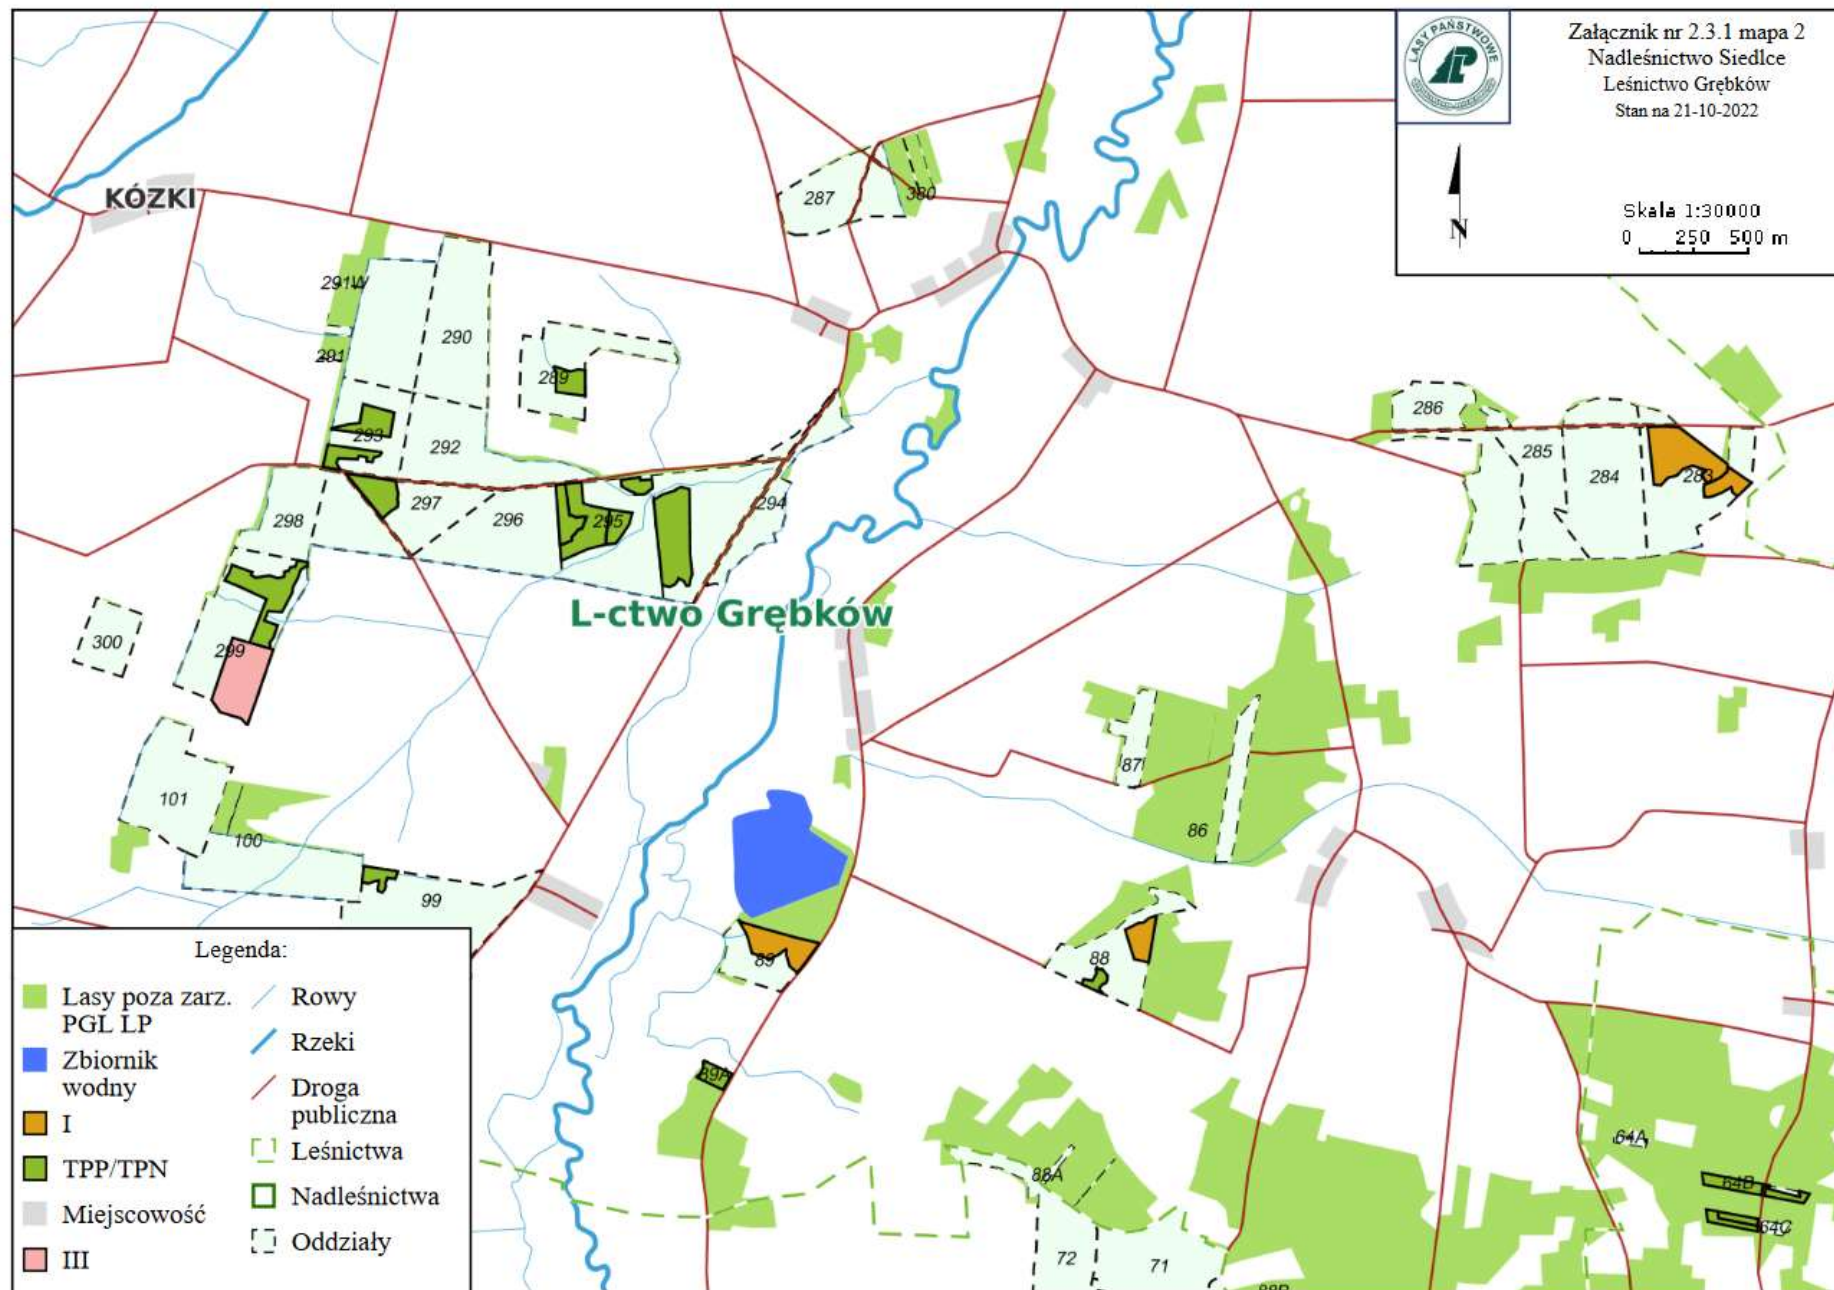 LASY PAŃSTWOWE
Załącznik nr 2.3.1 mapa 2
Nadleśnictwo Siedlce
Leśnictwo Grębków
Stan na 21-10-2022
N
Skala 1:30000
0 250 500 m
KÓZKI
287
380
291W
290
291
289
286
293
292
285
284
283
297
296
295
294
298
L-ctwo Grębków
300
299
87
101
86
100
99
89
88
89A
64A
88A
64B
64C
72
71
88B
Legenda:
Lasy poza zarz.
PGL LP
Zbiornik
wodny
I
TPP/TPN
Miejscowość
III
Rowy
Rzeki
Droga
publiczna
Leśnictwa
Nadleśnictwa
Oddziały